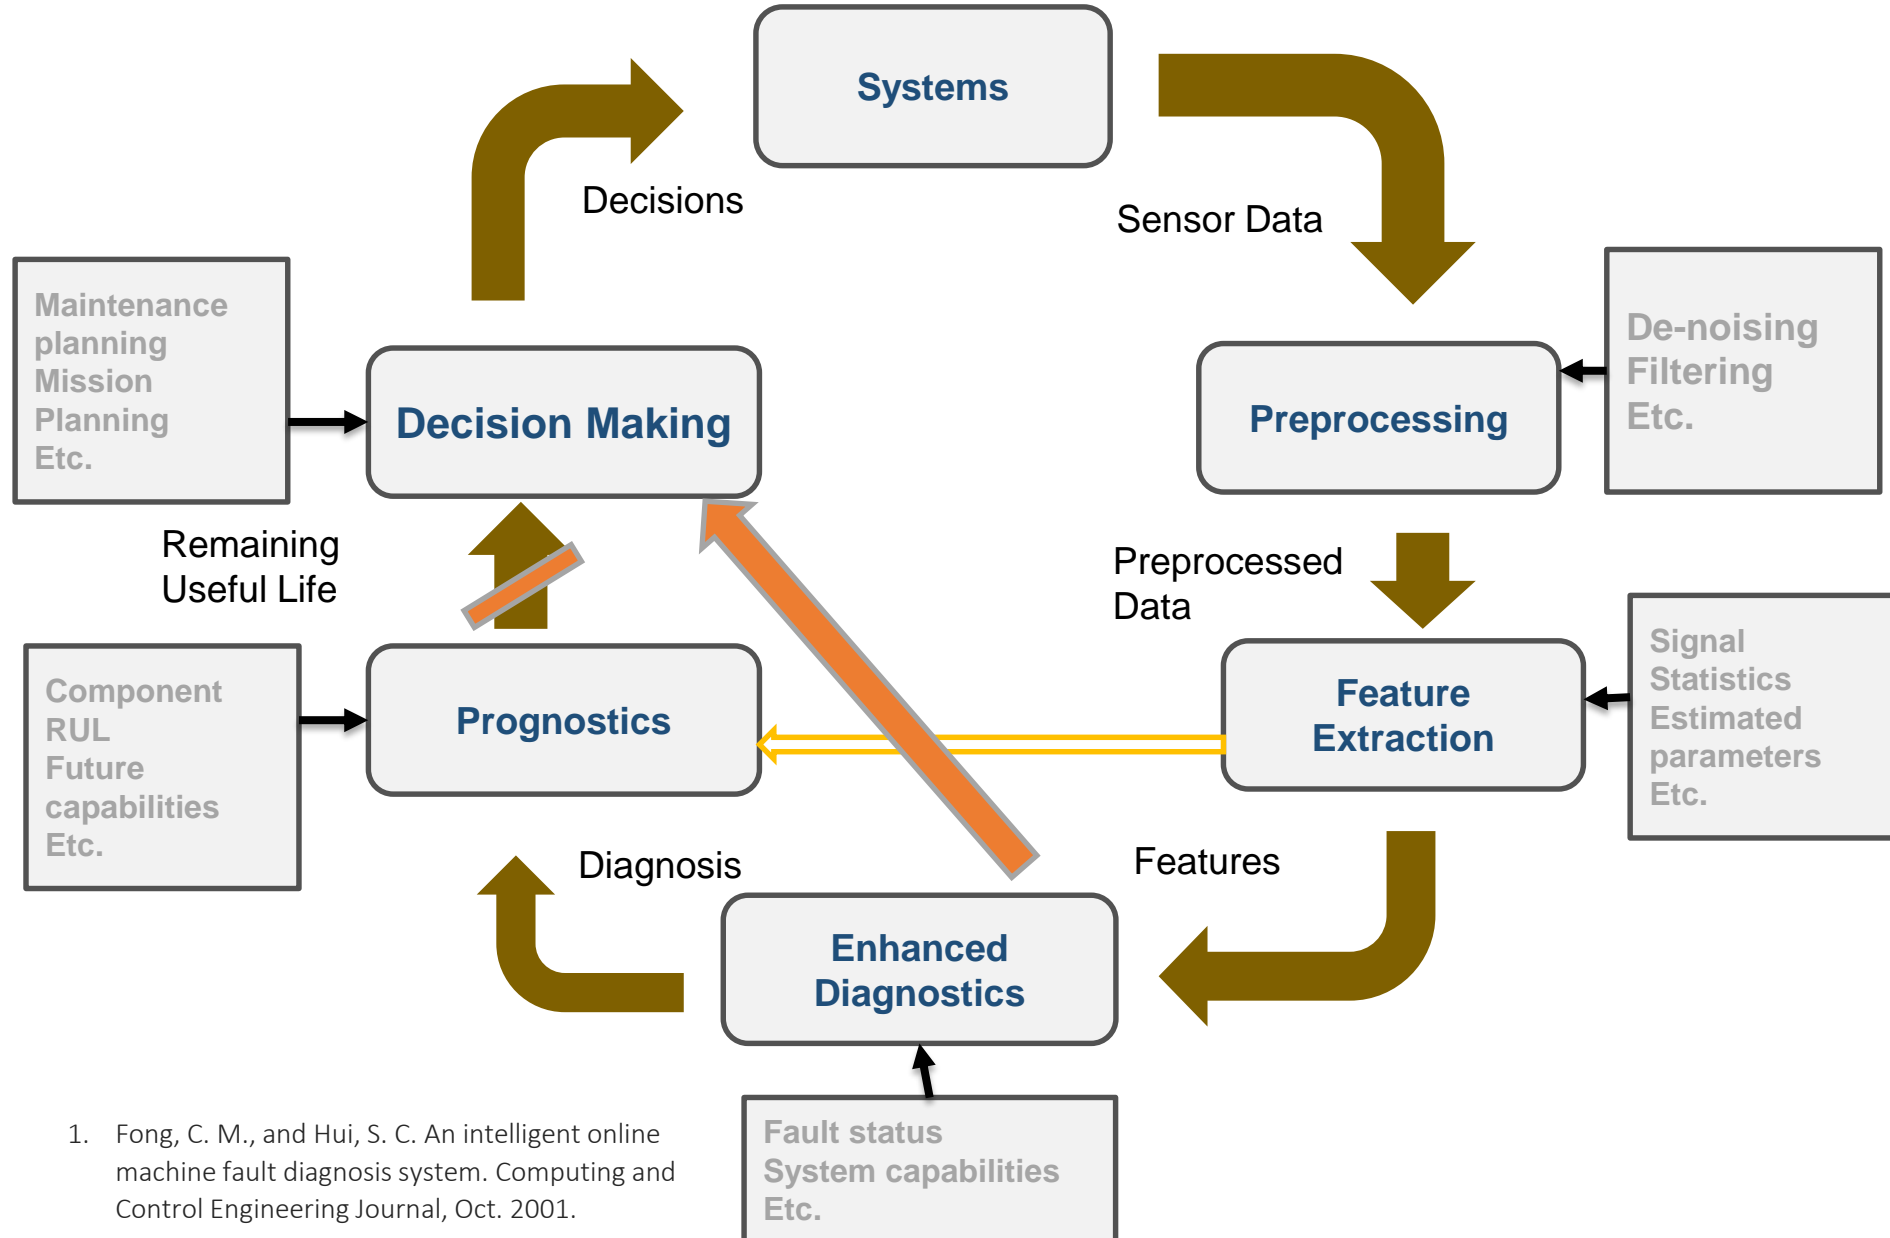 Systems
Decisions
Sensor Data
Maintenance
planning
Mission
Planning
Etc.
Decision Making
Preprocessing
De-noising
Filtering
Etc.
Remaining
Useful Life
Preprocessed
Data
Component
RUL
Future
capabilities
Etc.
Prognostics
Feature
Extraction
Signal
Statistics
Estimated
parameters
Etc.
Diagnosis
Features
Enhanced
Diagnostics
Fault status
System capabilities
Etc.
1. Fong, C. M., and Hui, S. C. An intelligent online
machine fault diagnosis system. Computing and
Control Engineering Journal, Oct. 2001.